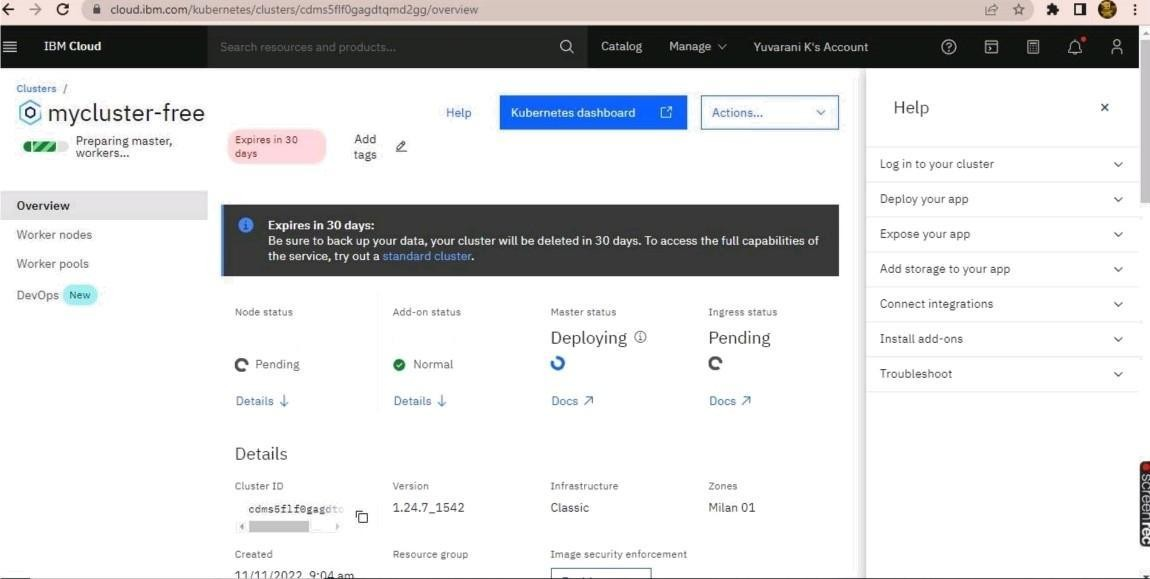 cloud.ibm.com/kubernetes/clusters/cdms5flf0gagdtqmd2gg/overview
IBM Cloud
Search resources and products...
Catalog
Manage
Yuvarani K's Account
Clusters /
mycluster-free
Preparing master,
workers...
Expires in 30
days
Add
tags
Help
Kubernetes dashboard
Actions...
Overview
Worker nodes
Worker pools
DevOps New
Expires in 30 days:
Be sure to back up your data, your cluster will be deleted in 30 days. To access the full capabilities of
the service, try out a standard cluster.
Node status
Pending
Details
Add-on status
Normal
Details
Master status
Deploying
Docs
Ingress status
Pending
Docs
Details
Cluster ID
cdms5flf0gagdtc
Version
1.24.7_1542
Infrastructure
Classic
Zones
Milan 01
Created
11/11/2022, 9:04 am
Resource group
Image security enforcement
Help
Log in to your cluster
Deploy your app
Expose your app
Add storage to your app
Connect integrations
Install add-ons
Troubleshoot
screenrec